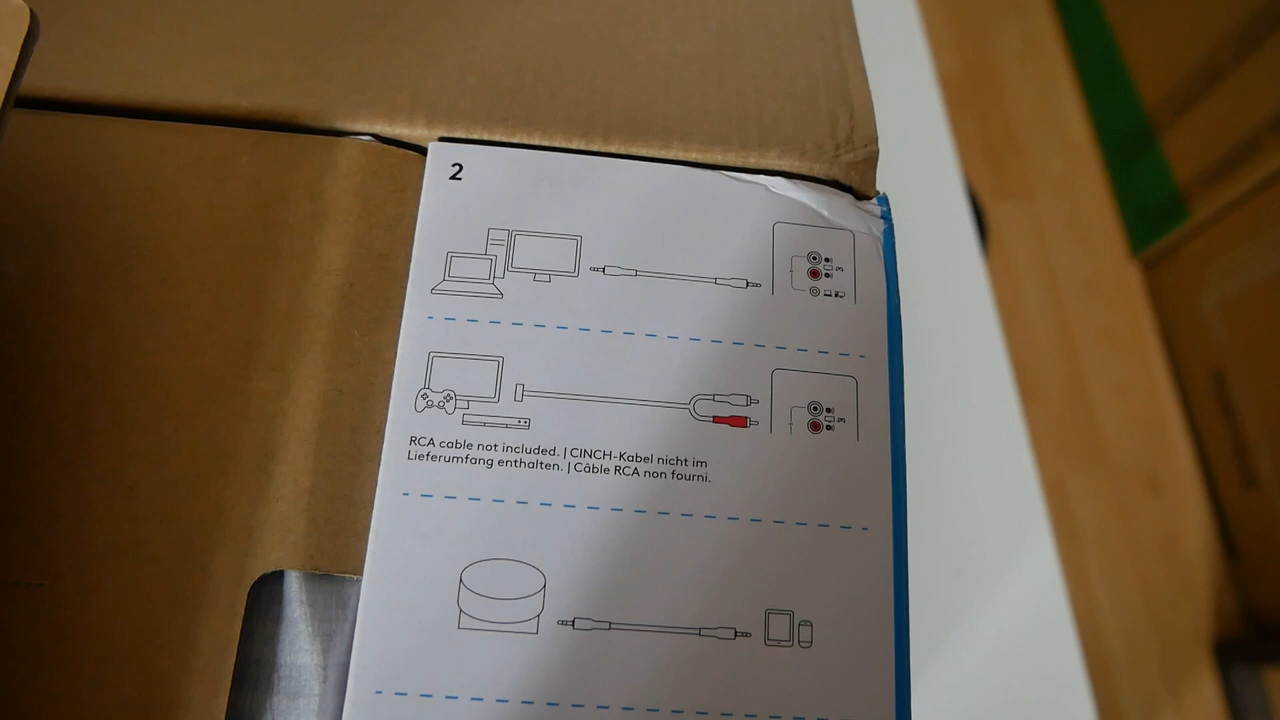 2
RCA cable not included. | CINCH-Kabel nicht im
Lieferumfang enthalten. | Câble RCA non fourni.